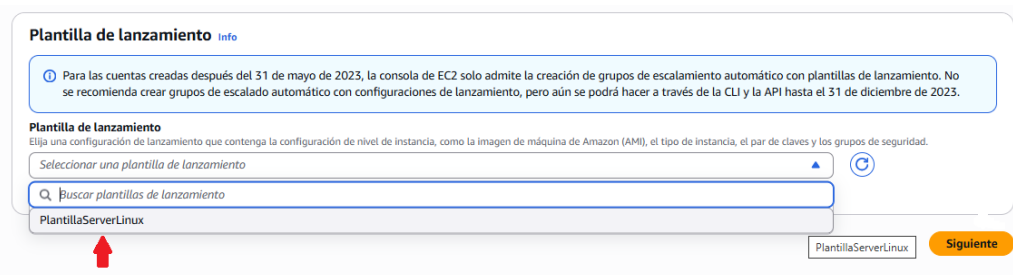 Plantilla de lanzamiento Info
Para las cuentas creadas después del 31 de mayo de 2023, la consola de EC2 solo admite la creación de grupos de escalamiento automático con plantillas de lanzamiento. No
se recomienda crear grupos de escalado automático con configuraciones de lanzamiento, pero aún se podrá hacer a través de la CLI y la API hasta el 31 de diciembre de 2023.
Plantilla de lanzamiento
Elija una configuración de lanzamiento que contenga la configuración de nivel de instancia, como la imagen de máquina de Amazon (AMI), el tipo de instancia, el par de claves y los grupos de seguridad.
Seleccionar una plantilla de lanzamiento
Buscar plantillas de lanzamiento
PlantillaServerLinux
PlantillaServerLinux
Siguiente